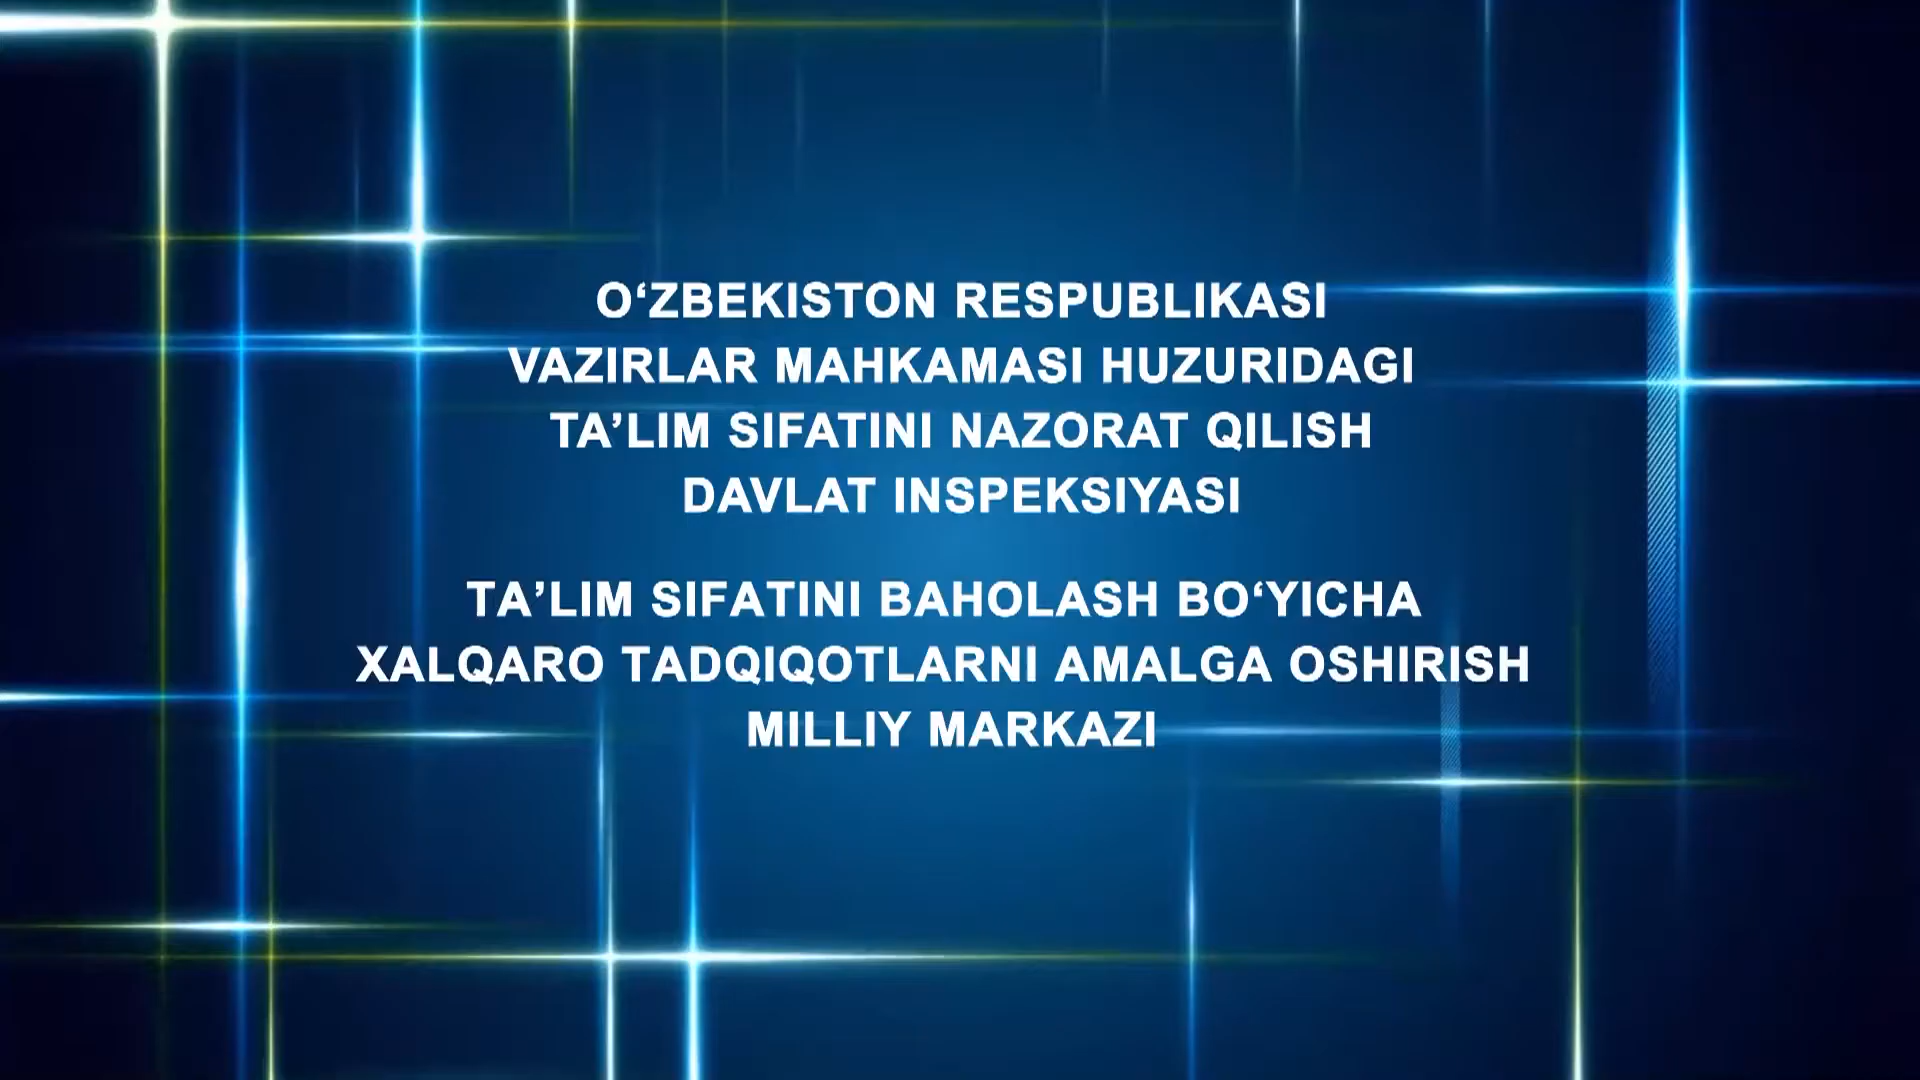 O‘ZBEKISTON RESPUBLIKASI
VAZIRLAR MAHKAMASI HUZURIDAGI
TA’LIM SIFATINI NAZORAT QILISH
DAVLAT INSPEKSIYASI
TA’LIM SIFATINI BAHOLASH BO‘YICHA
XALQARO TADQIQOTLARNI AMALGA OSHIRISH
MILLIY MARKAZI